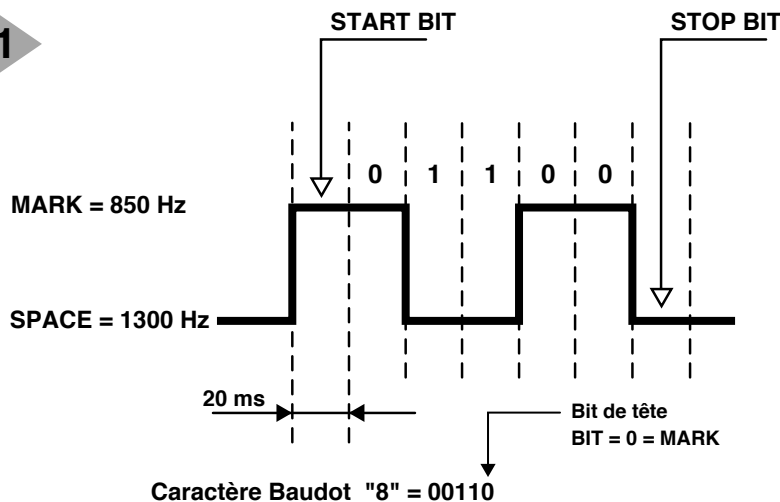 1
START BIT
STOP BIT
0 1 1 0 0
MARK = 850 Hz
SPACE = 1300 Hz
20 ms
Bit de tête
BIT = 0 = MARK
Caractère Baudot "8" = 00110